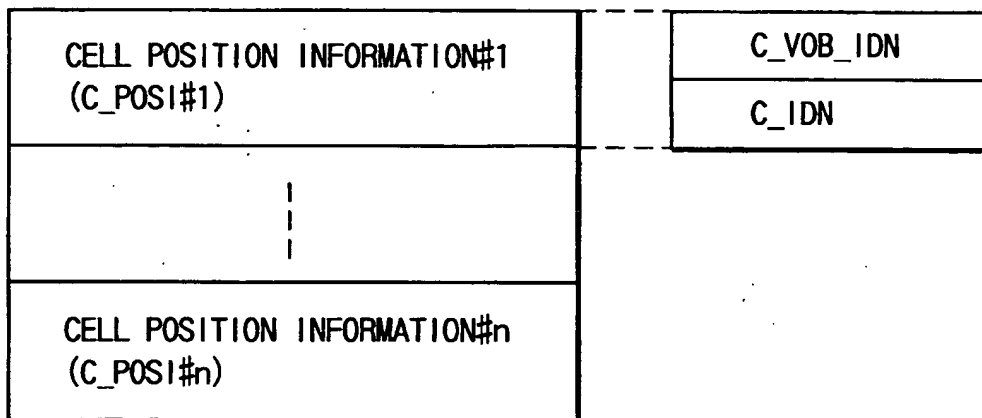 CELL POSITION INFORMATION#1
(C_POSI#1)
C_VOB_IDN
C_IDN
CELL POSITION INFORMATION#n
(C_POSI#n)